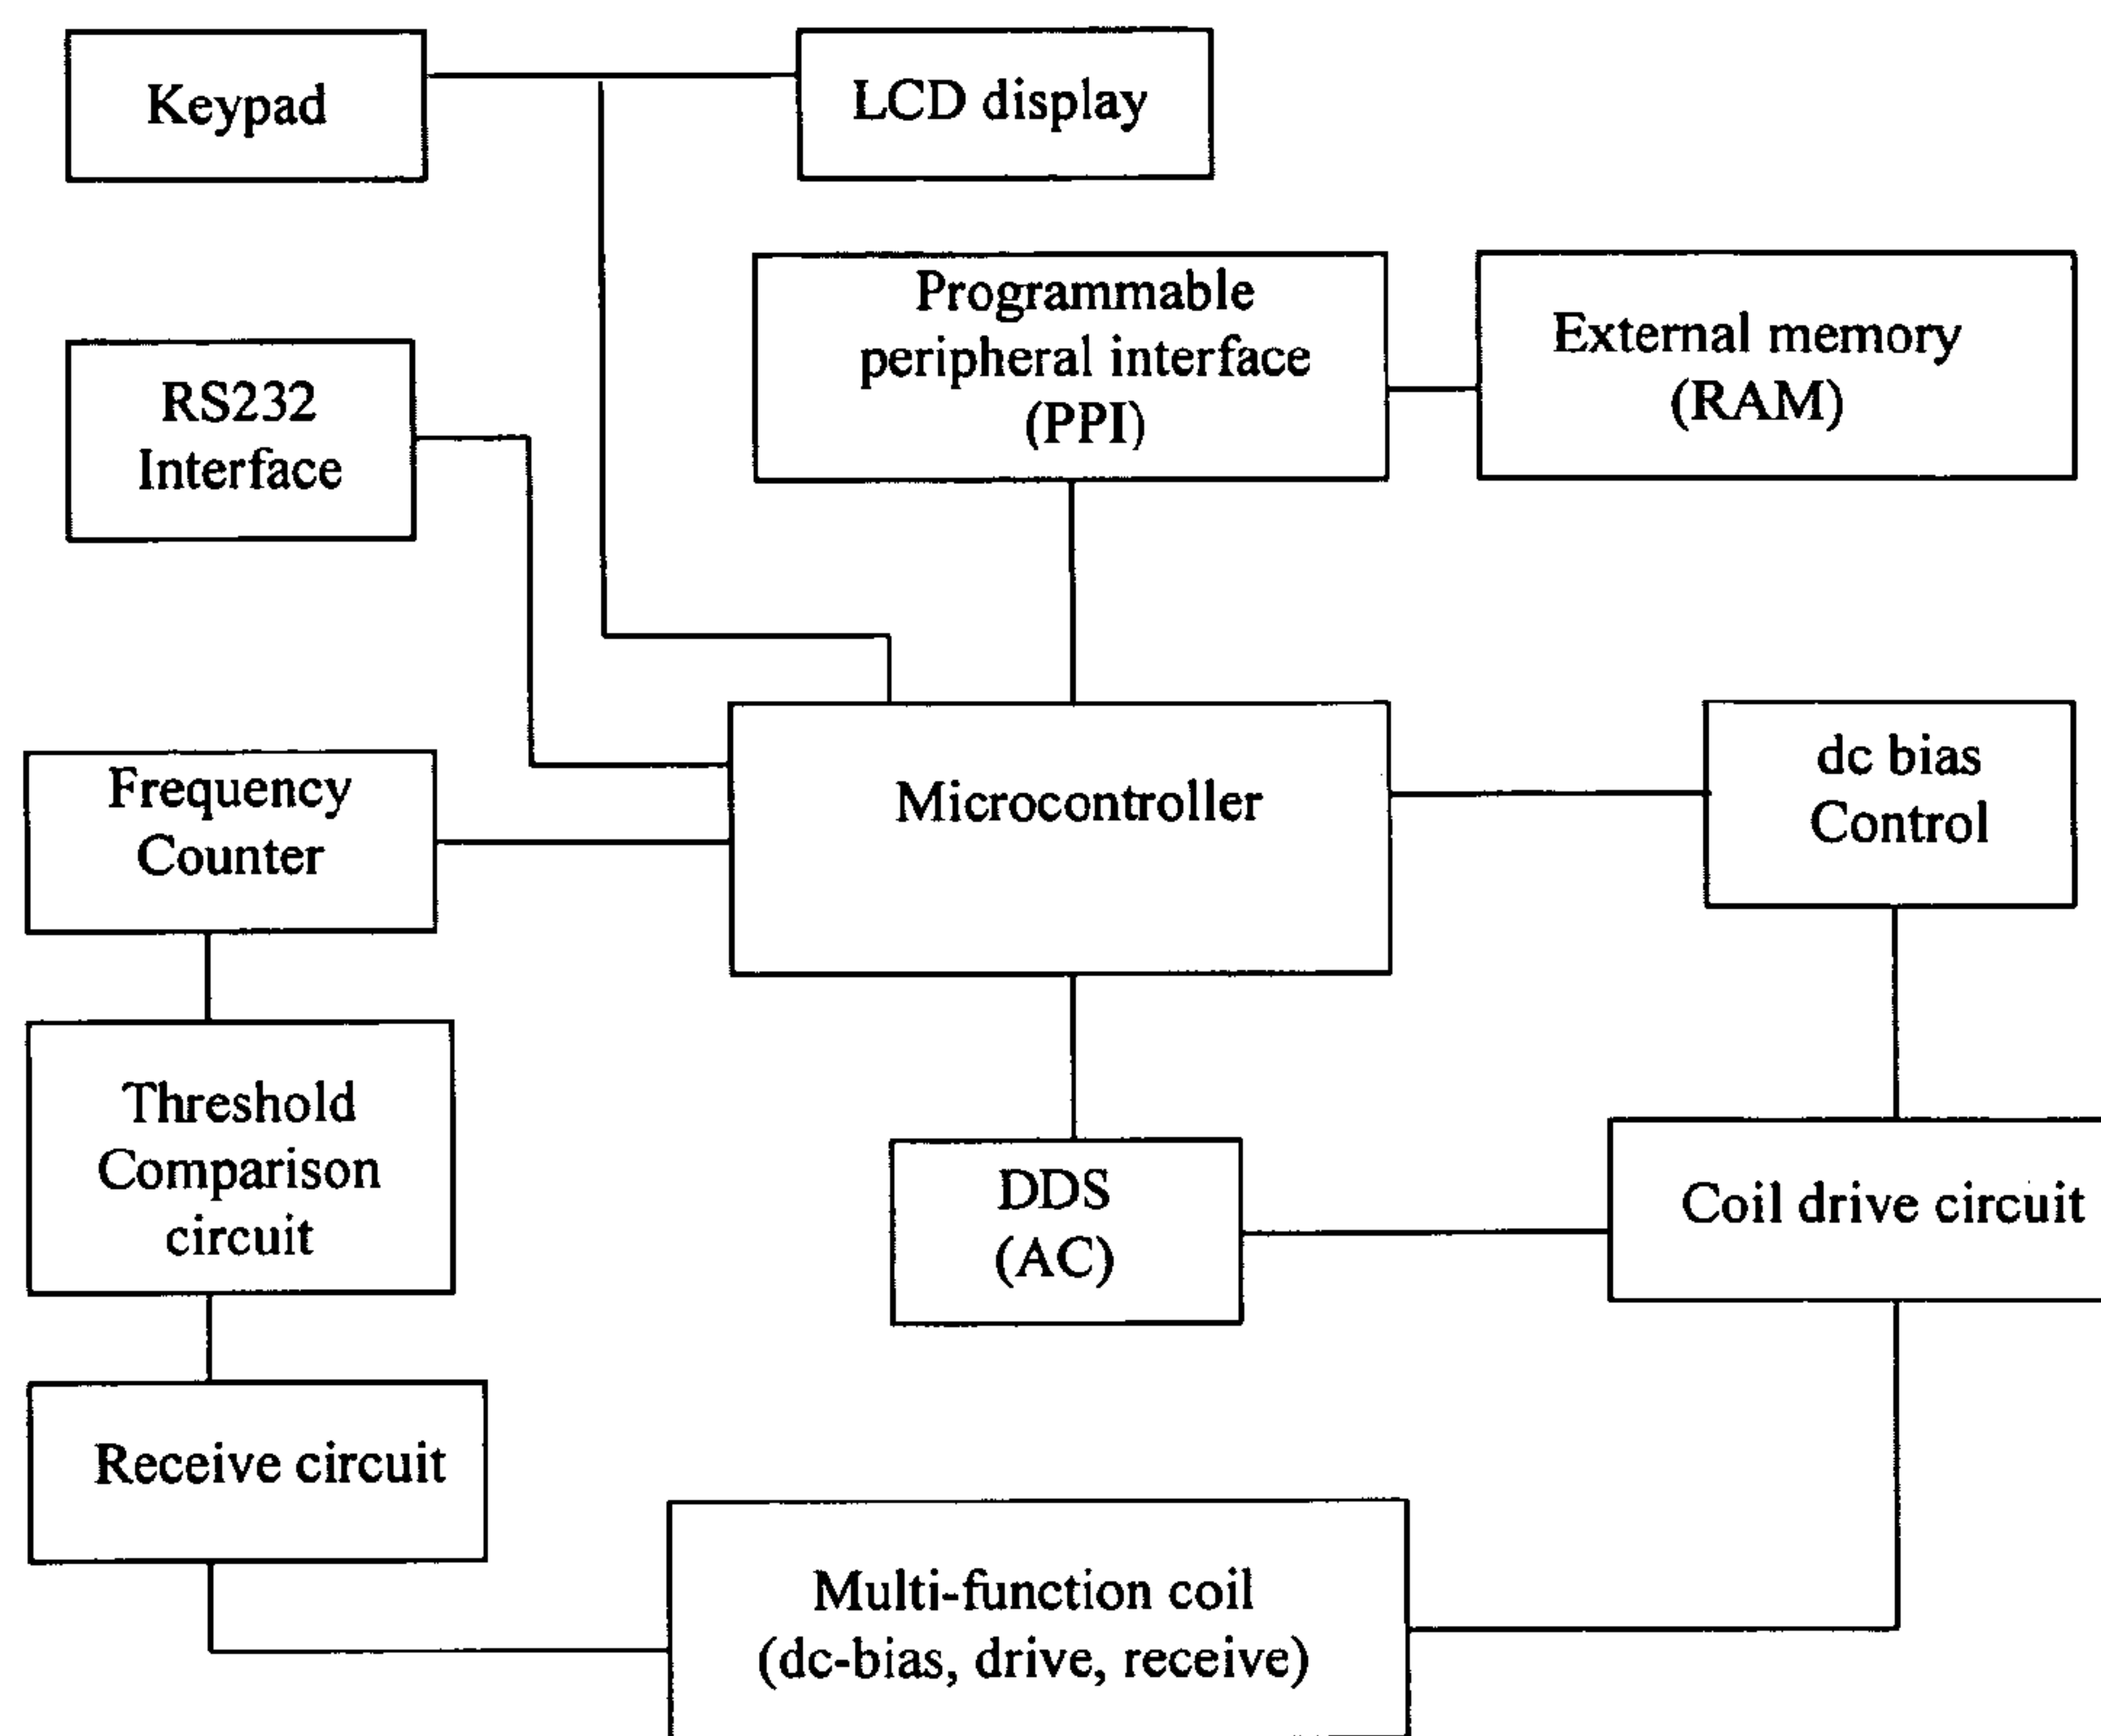 Keypad
LCD display
Programmable
peripheral interface
(PPI)
External memory
(RAM)
RS232
Interface
Frequency
Counter
Microcontroller
dc bias
Control
Threshold
Comparison
circuit
DDS
(AC)
Coil drive circuit
Receive circuit
Multi-function coil
(dc-bias, drive, receive)